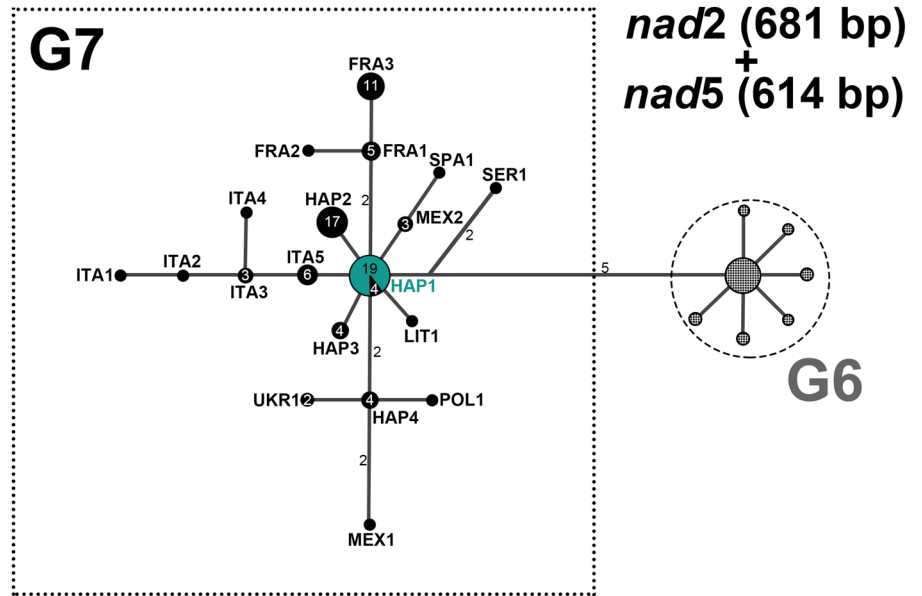 G7
nad2 (681 bp)
+
nad5 (614 bp)
FRA3
11
FRA2
5
FRA1
SPA1
SER1
ITA4
HAP2
17
2
3
MEX2
2
ITA1
ITA2
3
ITA3
ITA5
6
19
4
HAP1
5
4
HAP3
LIT1
2
UKR1
2
4
HAP4
POL1
2
MEX1
G6